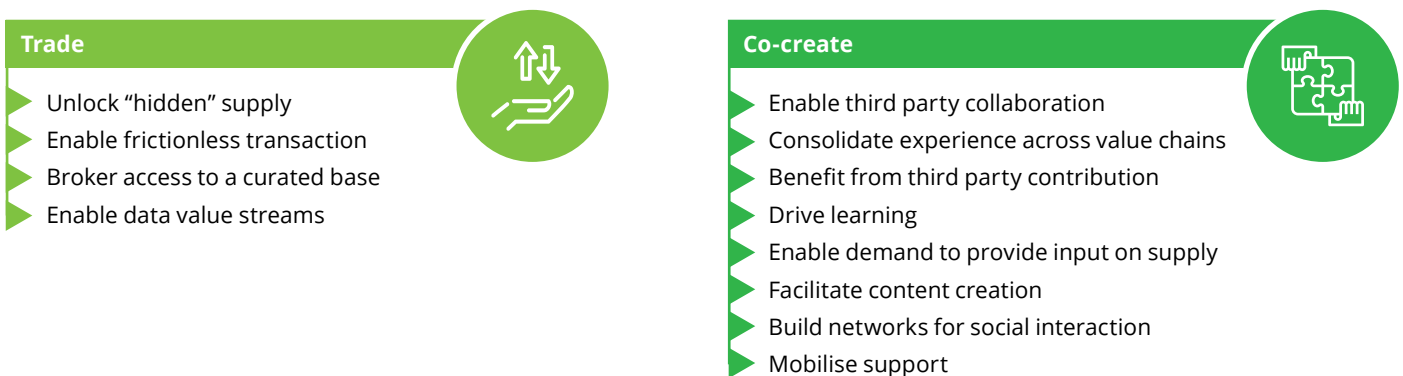 Trade
Unlock “hidden” supply
Enable frictionless transaction
Broker access to a curated base
Enable data value streams
Co-create
Enable third party collaboration
Consolidate experience across value chains
Benefit from third party contribution
Drive learning
Enable demand to provide input on supply
Facilitate content creation
Build networks for social interaction
Mobilise support